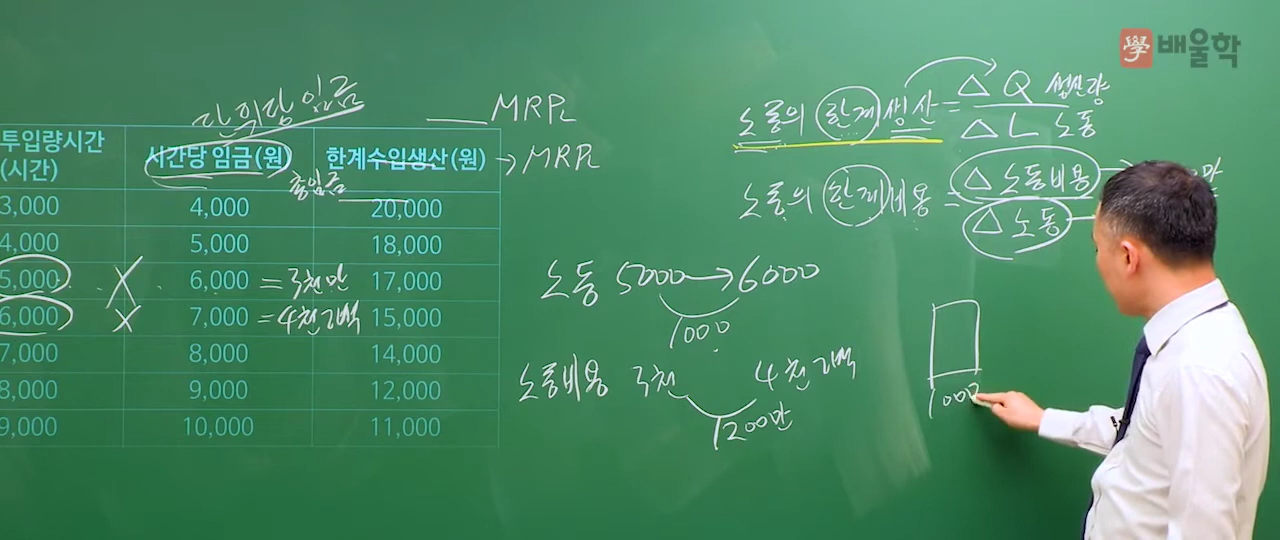 學 배울학
단위당 임금
MRPL
투입량시간
(시간)
시간당 임금(원)
한계수입생산(원)
→MRPL
총임금
3,000 4,000 20,000
4,000 5,000 18,000
5,000 X 6,000 = 3천만 17,000
6,000 X 7,000 = 4천2백 15,000
7,000 8,000 14,000
8,000 9,000 12,000
9,000 10,000 11,000
노동의 한계생산 = ΔQ 생산량
ΔL 노동
노동의 한계비용 = Δ노동비용
Δ노동
노동 5000→6000
1000
노동비용 3천 4천2백
1200만
1000